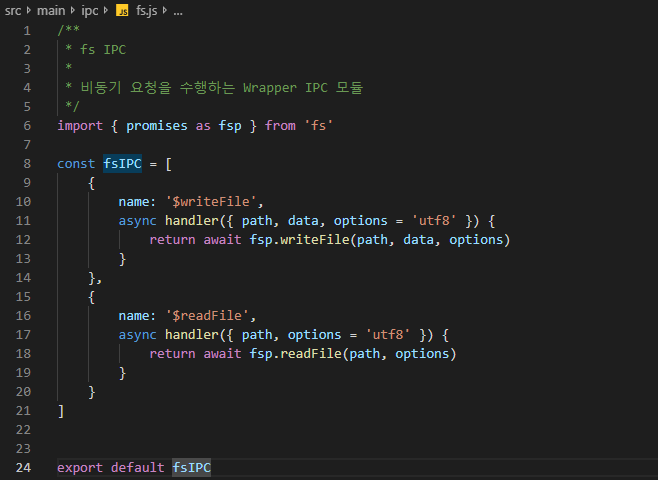 src > main > ipc > JS fs.js > ...
1 /**
2 * fs IPC
3 *
4 * 비동기 요청을 수행하는 Wrapper IPC 모듈
5 */
6 import { promises as fsp } from 'fs'
7
8 const fsIPC = [
9 {
10 name: '$writeFile',
11 async handler({ path, data, options = 'utf8' }) {
12 return await fsp.writeFile(path, data, options)
13 }
14 },
15 {
16 name: '$readFile',
17 async handler({ path, options = 'utf8' }) {
18 return await fsp.readFile(path, options)
19 }
20 }
21 ]
22
23
24 export default fsIPC